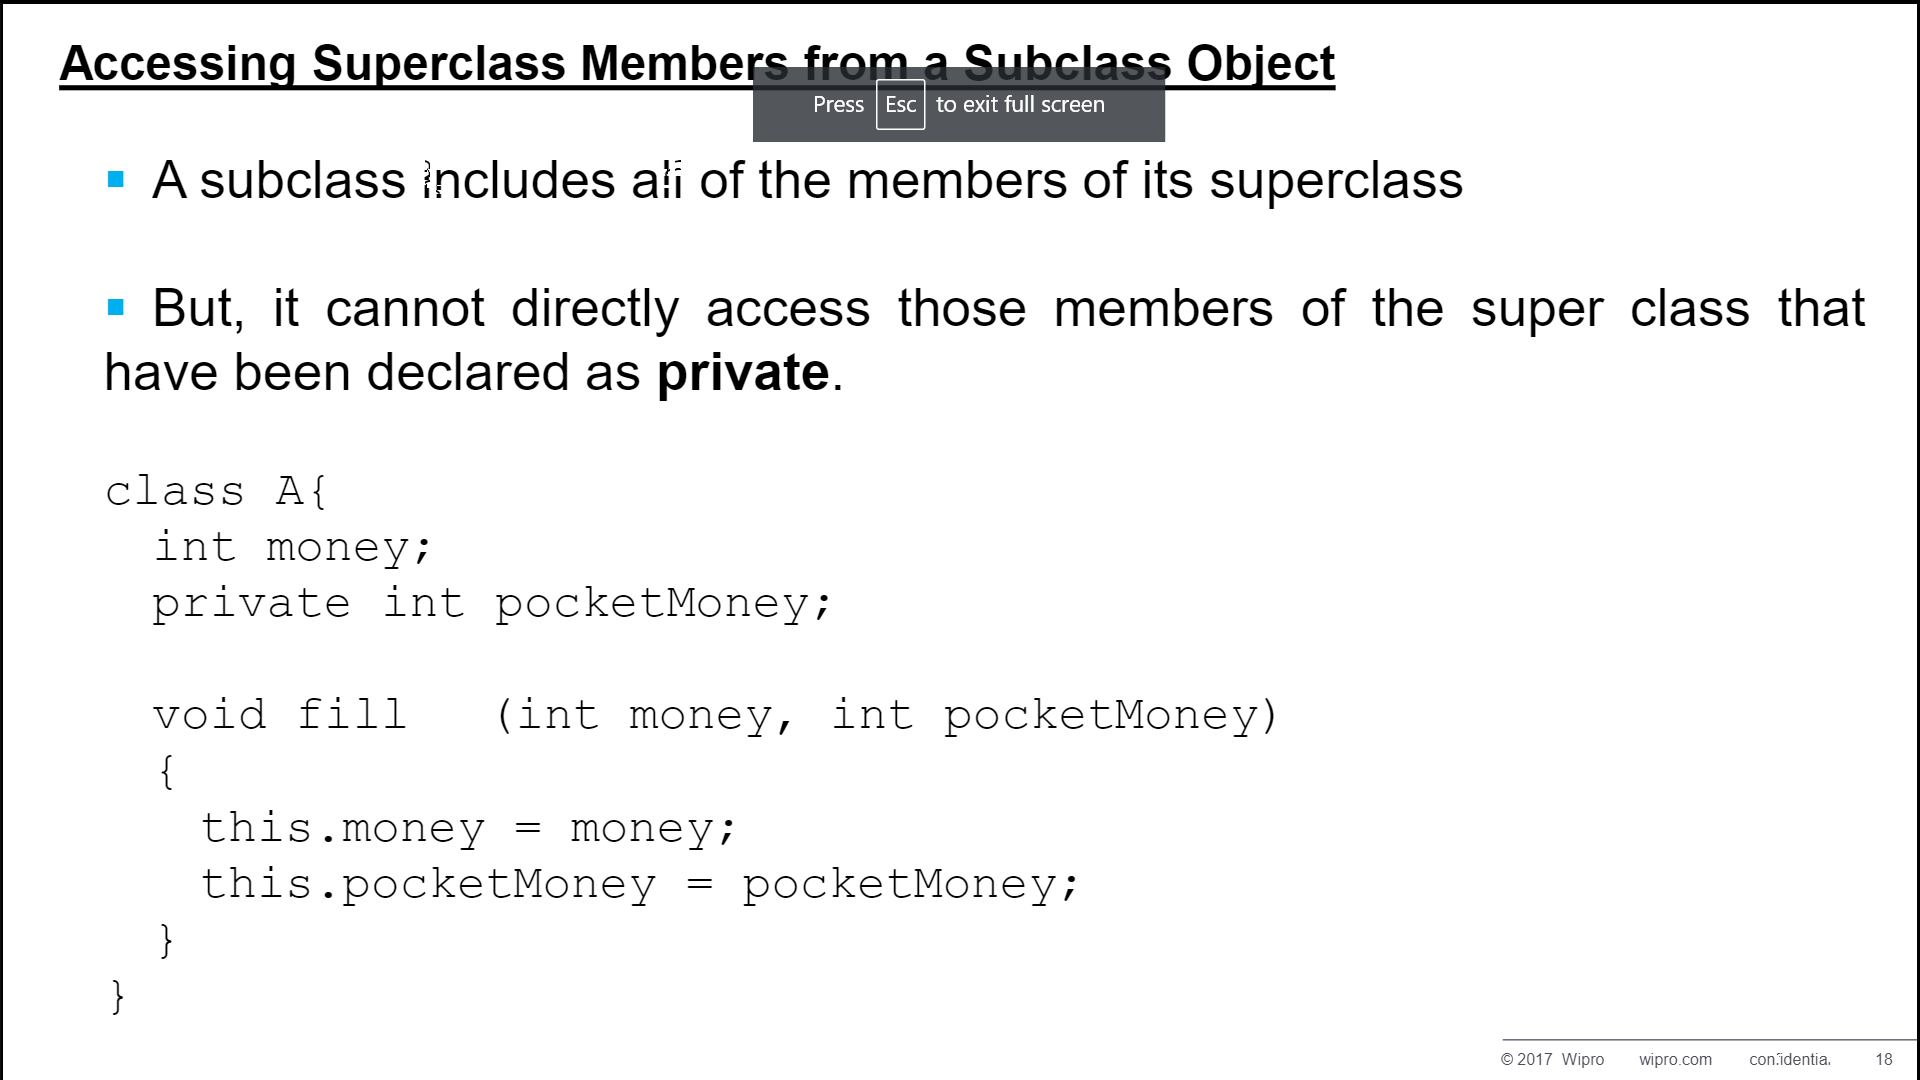 Accessing Superclass Members from a Subclass Object
Press Esc to exit full screen
▪ A subclass includes all of the members of its superclass
▪ But, it cannot directly access those members of the super class that
have been declared as private.
class A{
int money;
private int pocketMoney;
void fill (int money, int pocketMoney)
{
this.money = money;
this.pocketMoney = pocketMoney;
}
}
© 2017 Wipro wipro.com confidential 18